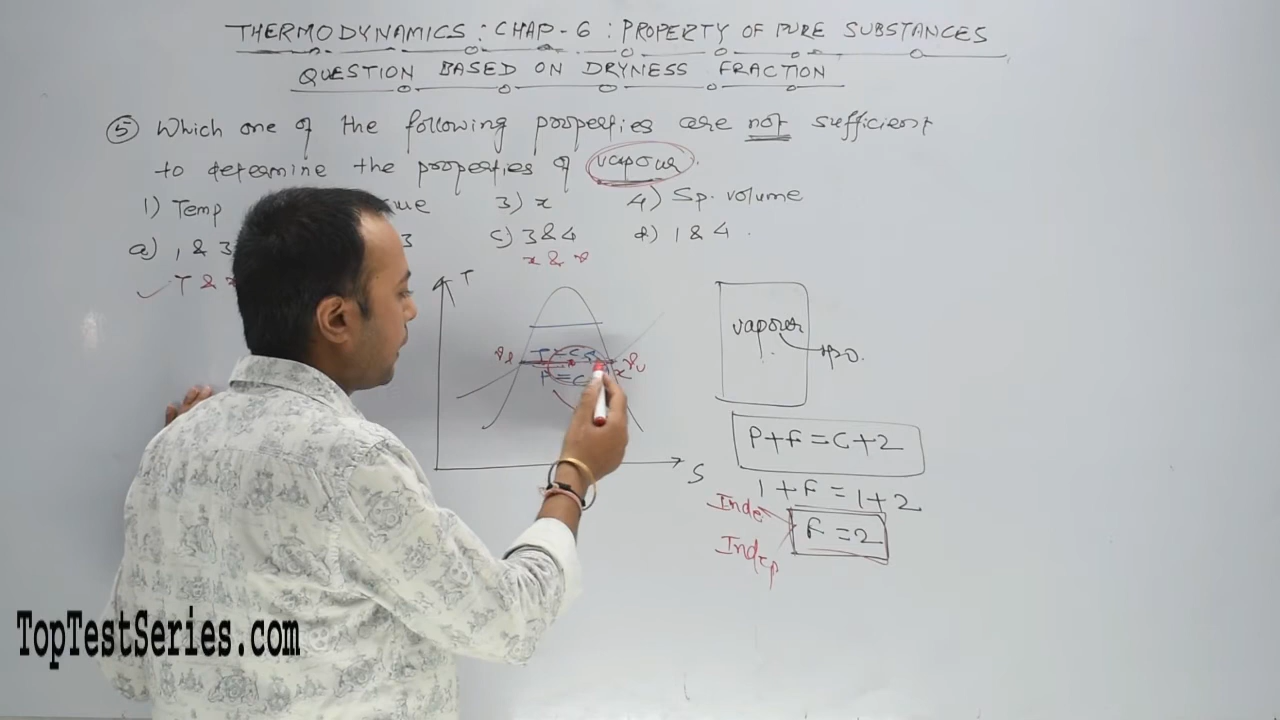 THERMODYNAMICS : CHAP-6 : PROPERTY OF PURE SUBSTANCES
QUESTION BASED ON DRYNESS FRACTION
⑤ Which one of the following properties are not sufficient
to determine the properties of vapour.
1) Temp 3) x 4) Sp. volume
a) 1 & 3 3 c) 3 & 4 d) 1 & 4.
T & x & v
T
T = C
P = C
S
vapour
P+F = C+2
1+F = 1+2
F = 2
Inde
Indep
TopTestSeries.com